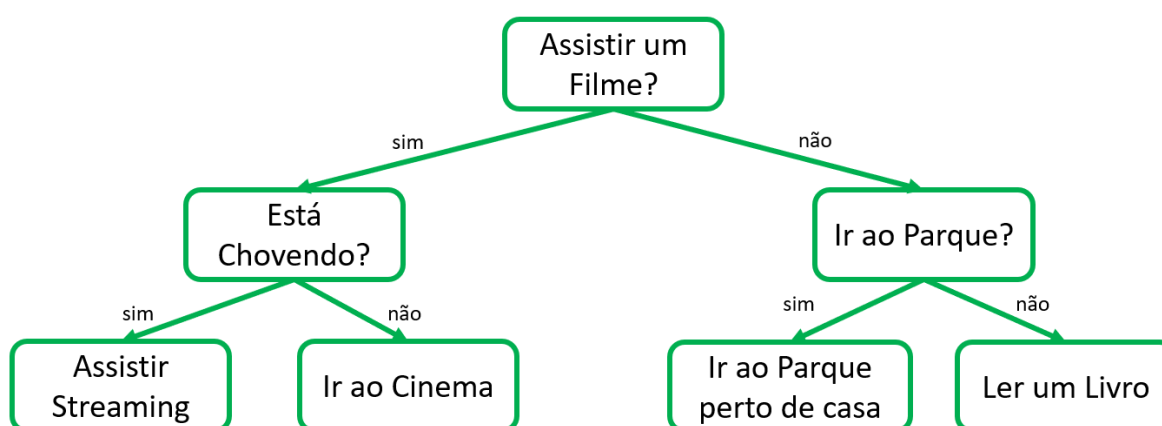 Assistir um
Filme?
sim
não
Está
Chovendo?
Ir ao Parque?
sim
não
sim
não
Assistir
Streaming
Ir ao Cinema
Ir ao Parque
perto de casa
Ler um Livro